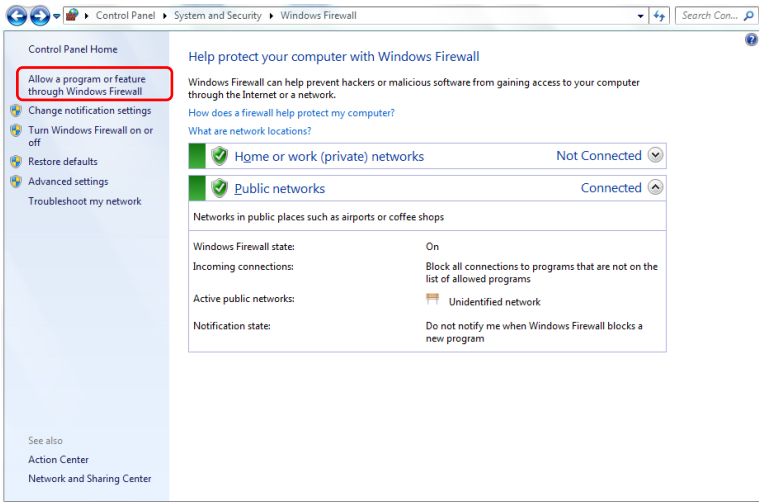 Control Panel ▸ System and Security ▸ Windows Firewall
Search Con...
Control Panel Home
Allow a program or feature
through Windows Firewall
Change notification settings
Turn Windows Firewall on or
off
Restore defaults
Advanced settings
Troubleshoot my network
See also
Action Center
Network and Sharing Center
Help protect your computer with Windows Firewall
Windows Firewall can help prevent hackers or malicious software from gaining access to your computer
through the Internet or a network.
How does a firewall help protect my computer?
What are network locations?
Home or work (private) networks Not Connected
Public networks Connected
Networks in public places such as airports or coffee shops
Windows Firewall state: On
Incoming connections: Block all connections to programs that are not on the
list of allowed programs
Active public networks: Unidentified network
Notification state: Do not notify me when Windows Firewall blocks a
new program